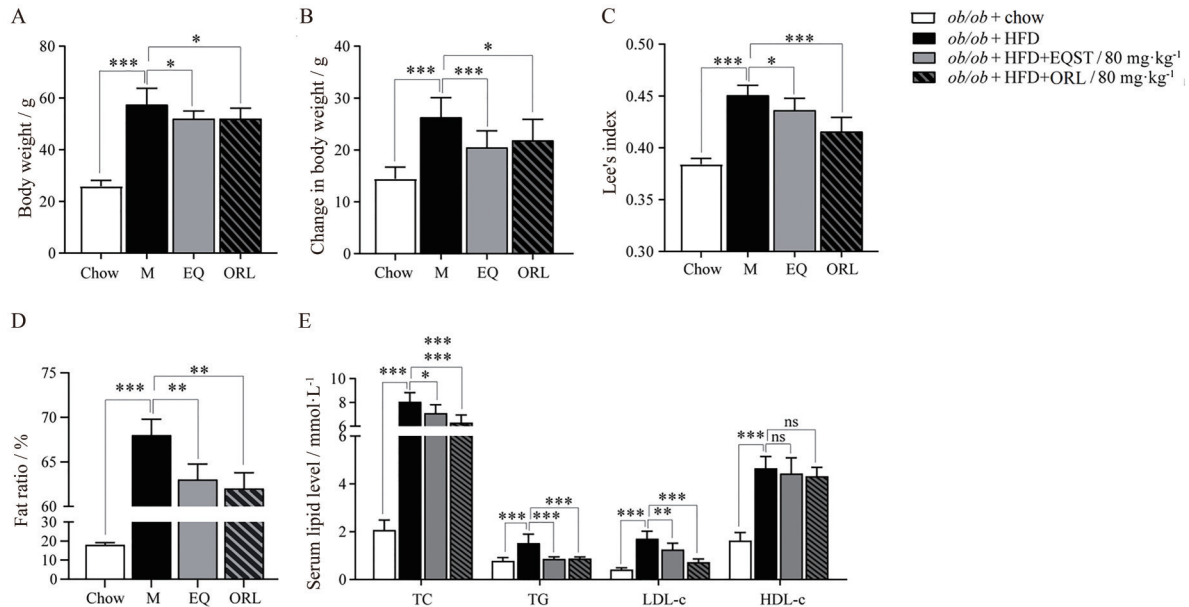 A
Body weight / g
80
60
40
20
0
***
*
*
Chow M EQ ORL
B
Change in body weight / g
40
30
20
10
0
***
***
*
Chow M EQ ORL
C
Lee's index
0.50
0.45
0.40
0.35
0.30
***
*
***
Chow M EQ ORL
ob/ob + chow
ob/ob + HFD
ob/ob + HFD+EQST / 80 mg·kg⁻¹
ob/ob + HFD+ORL / 80 mg·kg⁻¹
D
Fat ratio / %
75
70
65
60
30
20
10
0
***
**
**
Chow M EQ ORL
E
Serum lipid level / mmol·L⁻¹
10
8
6
6
4
2
0
***
***
***
*
***
***
***
***
**
***
***
ns
ns
TC TG LDL-c HDL-c